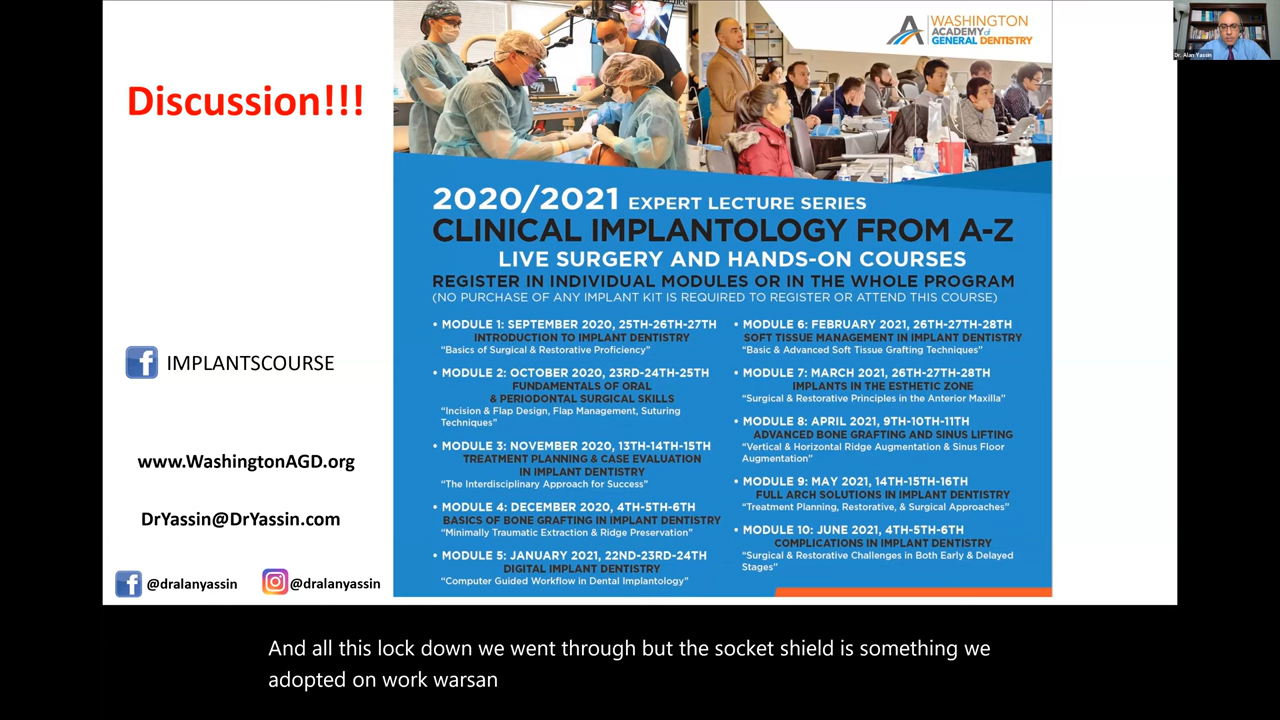 Discussion!!!
IMPLANTSCOURSE
www.WashingtonAGD.org
DrYassin@DrYassin.com
@dralanyassin
@dralanyassin
WASHINGTON
ACADEMY of
GENERAL DENTISTRY
2020/2021 EXPERT LECTURE SERIES
CLINICAL IMPLANTOLOGY FROM A-Z
LIVE SURGERY AND HANDS-ON COURSES
REGISTER IN INDIVIDUAL MODULES OR IN THE WHOLE PROGRAM
(NO PURCHASE OF ANY IMPLANT KIT IS REQUIRED TO REGISTER OR ATTEND THIS COURSE)
• MODULE 1: SEPTEMBER 2020, 25TH-26TH-27TH
INTRODUCTION TO IMPLANT DENTISTRY
“Basics of Surgical & Restorative Proficiency”
• MODULE 2: OCTOBER 2020, 23RD-24TH-25TH
FUNDAMENTALS OF ORAL
& PERIODONTAL SURGICAL SKILLS
“Incision & Flap Design, Flap Management, Suturing
Techniques”
• MODULE 3: NOVEMBER 2020, 13TH-14TH-15TH
TREATMENT PLANNING & CASE EVALUATION
IN IMPLANT DENTISTRY
“The Interdisciplinary Approach for Success”
• MODULE 4: DECEMBER 2020, 4TH-5TH-6TH
BASICS OF BONE GRAFTING IN IMPLANT DENTISTRY
“Minimally Traumatic Extraction & Ridge Preservation”
• MODULE 5: JANUARY 2021, 22ND-23RD-24TH
DIGITAL IMPLANT DENTISTRY
“Computer Guided Workflow in Dental Implantology”
• MODULE 6: FEBRUARY 2021, 26TH-27TH-28TH
SOFT TISSUE MANAGEMENT IN IMPLANT DENTISTRY
“Basic & Advanced Soft Tissue Grafting Techniques”
• MODULE 7: MARCH 2021, 26TH-27TH-28TH
IMPLANTS IN THE ESTHETIC ZONE
“Surgical & Restorative Principles in the Anterior Maxilla”
• MODULE 8: APRIL 2021, 9TH-10TH-11TH
ADVANCED BONE GRAFTING AND SINUS LIFTING
“Vertical & Horizontal Ridge Augmentation & Sinus Floor
Augmentation”
• MODULE 9: MAY 2021, 14TH-15TH-16TH
FULL ARCH SOLUTIONS IN IMPLANT DENTISTRY
“Treatment Planning, Restorative, & Surgical Approaches”
• MODULE 10: JUNE 2021, 4TH-5TH-6TH
COMPLICATIONS IN IMPLANT DENTISTRY
“Surgical & Restorative Challenges in Both Early & Delayed
Stages”
Dr. Alan Yassin
And all this lock down we went through but the socket shield is something we
adopted on work warsan